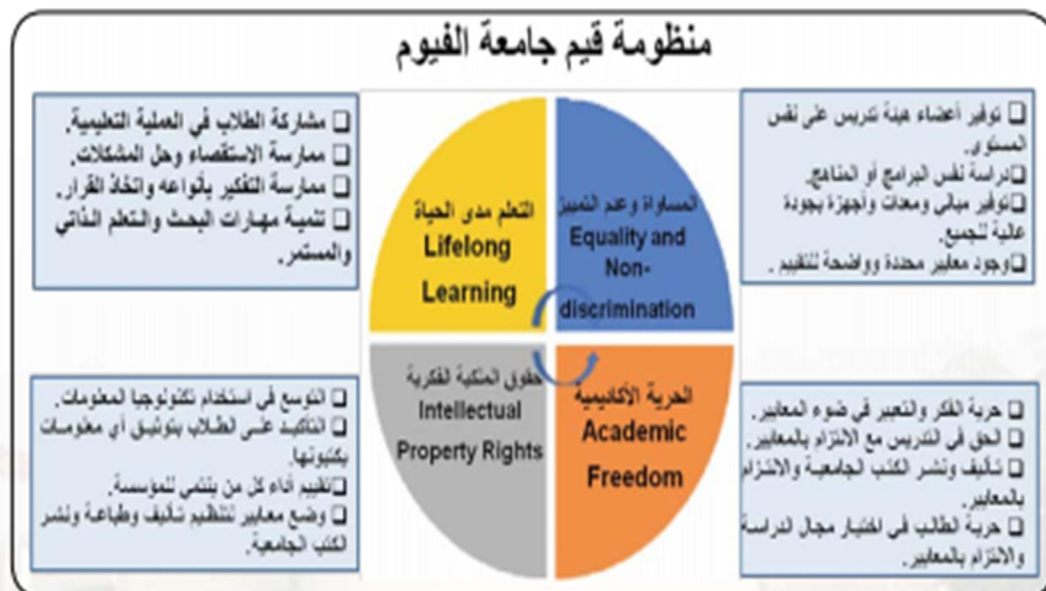 منظومة قيم جامعة الفيوم
❑ توفير أعضاء هيئة تدريس على نفس
المستوى.
❑دراسة نفس البرامج أو المناهج.
❑توفير مباني ومعدات وأجهزة بجودة
عالية للجميع.
❑وجود معايير محددة وواضحة للتقييم .
المساواة وعدم التمييز
Equality and
Non-
discrimination
التعلم مدى الحياة
Lifelong
Learning
❑ مشاركة الطلاب في العملية التعليمية.
❑ ممارسة الاستقصاء وحل المشكلات.
❑ ممارسة التفكير بأنواعه واتخاذ القرار.
❑ تنمية مهارات البحث والتعلم الذاتي
والمستمر.
❑ حرية الفكر والتعبير في ضوء المعايير.
❑ الحق في التدريس مع الالتزام بالمعايير.
❑ تأليف ونشر الكتب الجامعية والالتزام
بالمعايير.
❑ حرية الطالب في اختيار مجال الدراسة
والالتزام بالمعايير.
الحرية الأكاديمية
Academic
Freedom
حقوق الملكية الفكرية
Intellectual
Property Rights
❑ التوسع في استخدام تكنولوجيا المعلومات.
❑ التأكيد على الطلاب بتوثيق أي معلومات
يكتبونها.
❑تقييم أداء كل من ينتمي للمؤسسة.
❑ وضع معايير لتنظيم تأليف وطباعة ونشر
الكتب الجامعية.